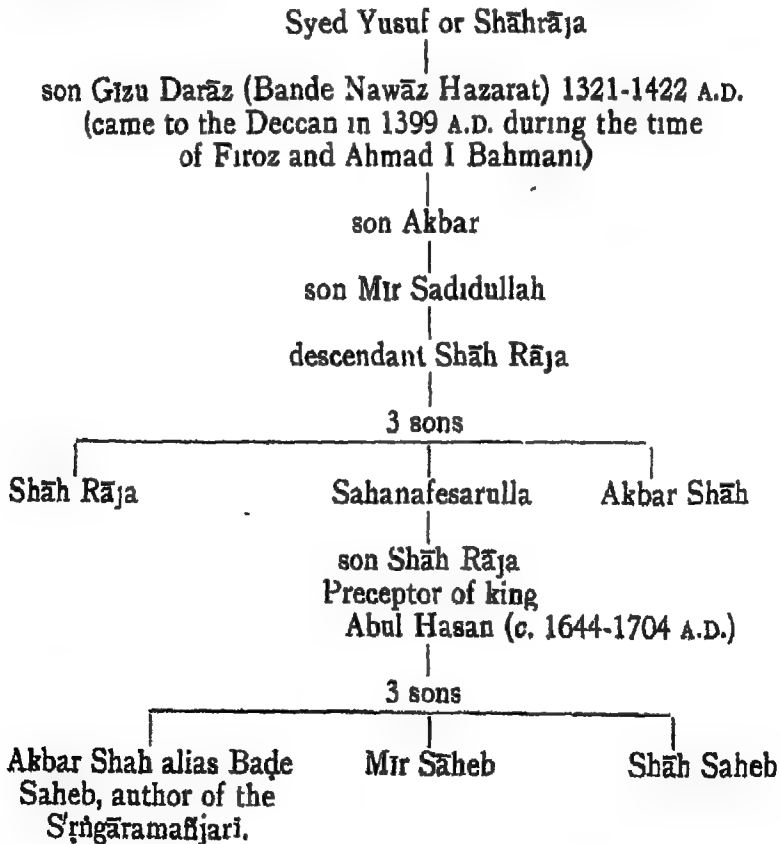 Syed Yusuf or Shāhrāja
son Gīzu Darāz (Bande Nawāz Hazarat) 1321-1422 A.D.
(came to the Deccan in 1399 A.D. during the time
of Firoz and Ahmad I Bahmani)
son Akbar
son Mīr Sadidullah
descendant Shāh Rāja
3 sons
Shāh Rāja Sahanafesarulla Akbar Shāh
son Shāh Rāja
Preceptor of king
Abul Hasan (c. 1644-1704 A.D.)
3 sons
Akbar Shah alias Baḍe Mīr Sāheb Shāh Saheb
Saheb, author of the
S'ṛṅgāramañjarī.